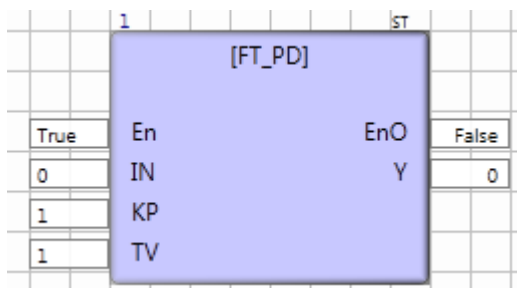 1 ST
[FT_PD]
True En EnO False
0 IN Y 0
1 KP
1 TV